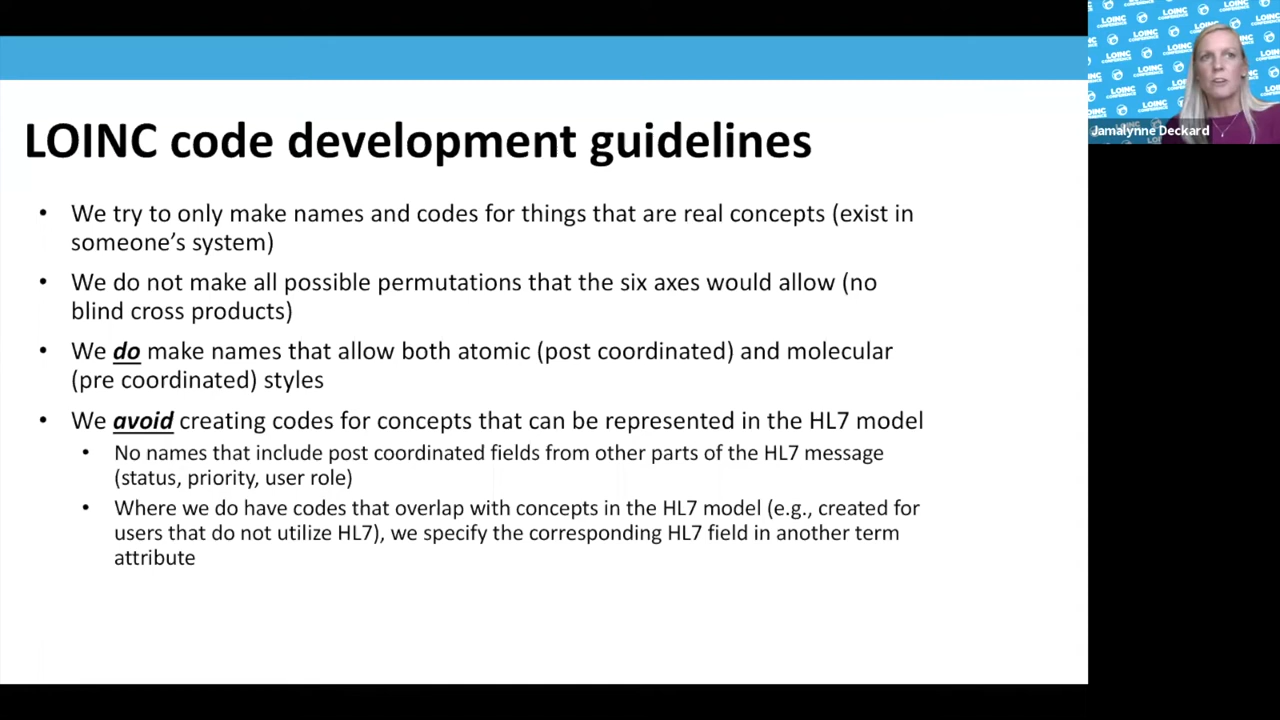 LOINC code development guidelines
• We try to only make names and codes for things that are real concepts (exist in
someone’s system)
• We do not make all possible permutations that the six axes would allow (no
blind cross products)
• We do make names that allow both atomic (post coordinated) and molecular
(pre coordinated) styles
• We avoid creating codes for concepts that can be represented in the HL7 model
• No names that include post coordinated fields from other parts of the HL7 message
(status, priority, user role)
• Where we do have codes that overlap with concepts in the HL7 model (e.g., created for
users that do not utilize HL7), we specify the corresponding HL7 field in another term
attribute
LOINC
CONFERENCE
Jamalynne Deckard